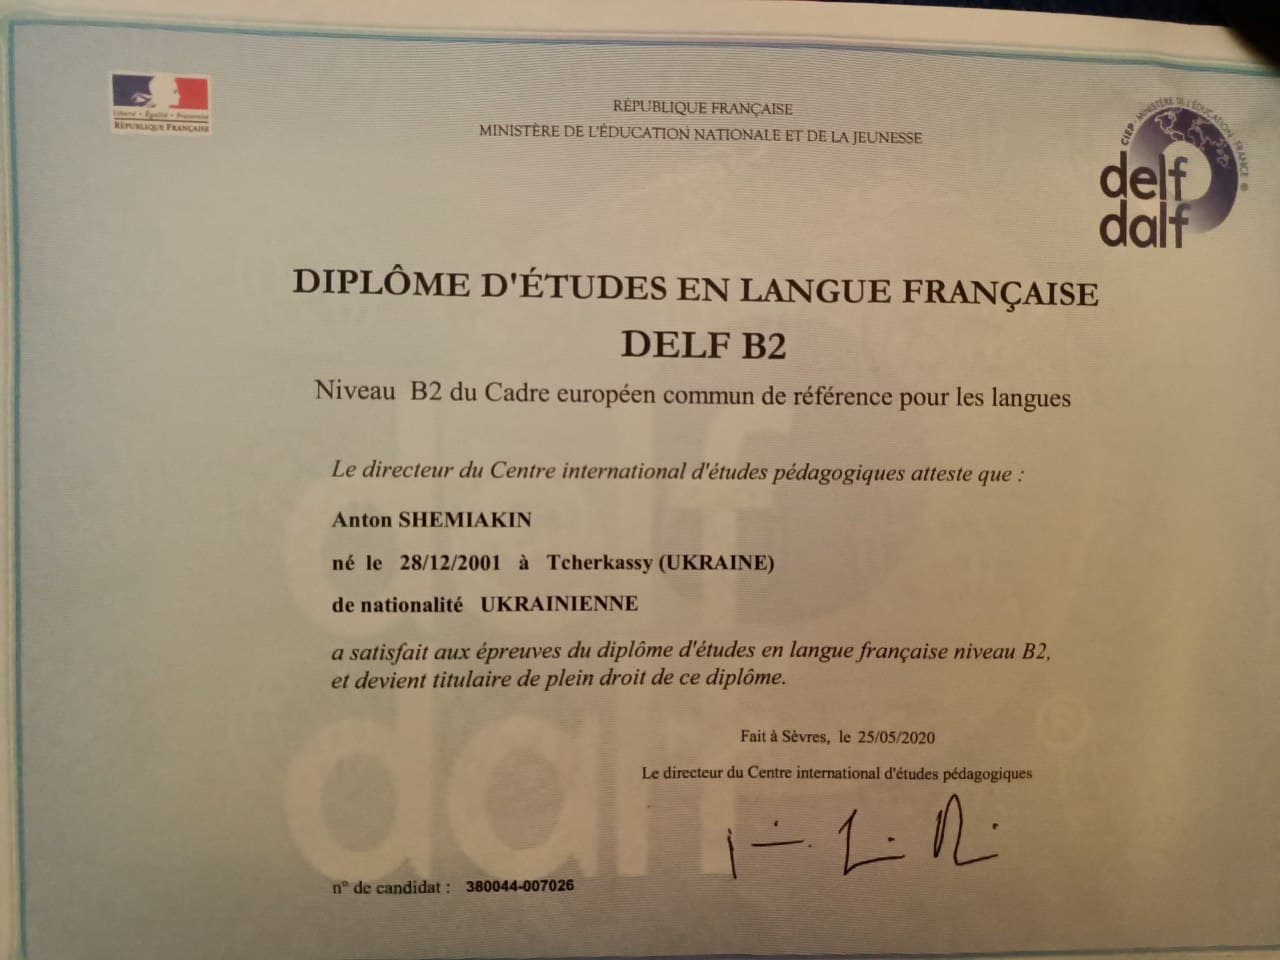 Liberté • Égalité • Fraternité
RÉPUBLIQUE FRANÇAISE
RÉPUBLIQUE FRANÇAISE
MINISTÈRE DE L'ÉDUCATION NATIONALE ET DE LA JEUNESSE
CIEP - MINISTÈRE DE L'ÉDUCATION - FRANCE ®
delf
dalf
DIPLÔME D'ÉTUDES EN LANGUE FRANÇAISE
DELF B2
Niveau B2 du Cadre européen commun de référence pour les langues
Le directeur du Centre international d'études pédagogiques atteste que :
Anton SHEMIAKIN
né le 28/12/2001 à Tcherkassy (UKRAINE)
de nationalité UKRAINIENNE
a satisfait aux épreuves du diplôme d'études en langue française niveau B2,
et devient titulaire de plein droit de ce diplôme.
Fait à Sèvres, le 25/05/2020
Le directeur du Centre international d'études pédagogiques
n° de candidat : 380044-007026
delf
dalf ®